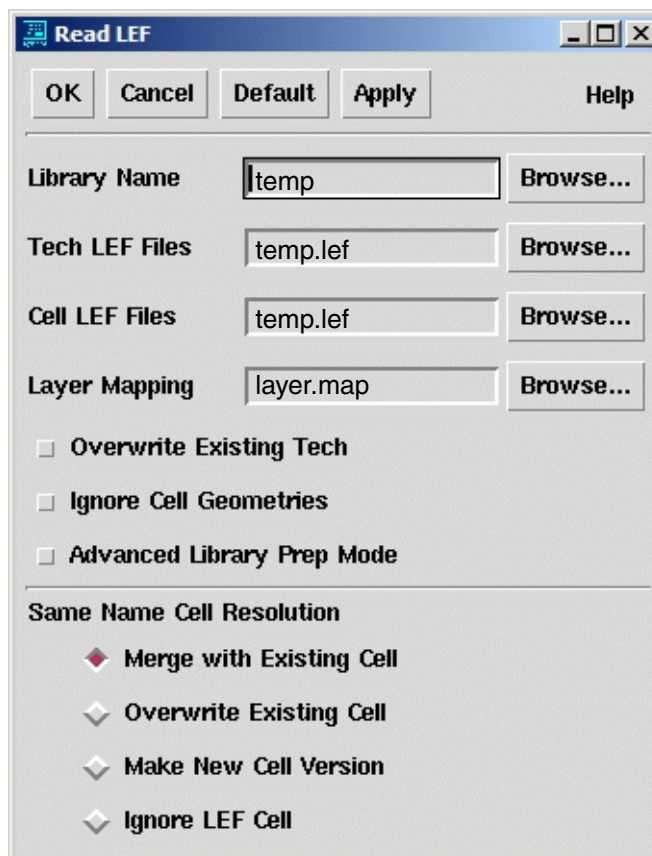 Read LEF
OK Cancel Default Apply Help
Library Name temp Browse...
Tech LEF Files temp.lef Browse...
Cell LEF Files temp.lef Browse...
Layer Mapping layer.map Browse...
Overwrite Existing Tech
Ignore Cell Geometries
Advanced Library Prep Mode
Same Name Cell Resolution
Merge with Existing Cell
Overwrite Existing Cell
Make New Cell Version
Ignore LEF Cell